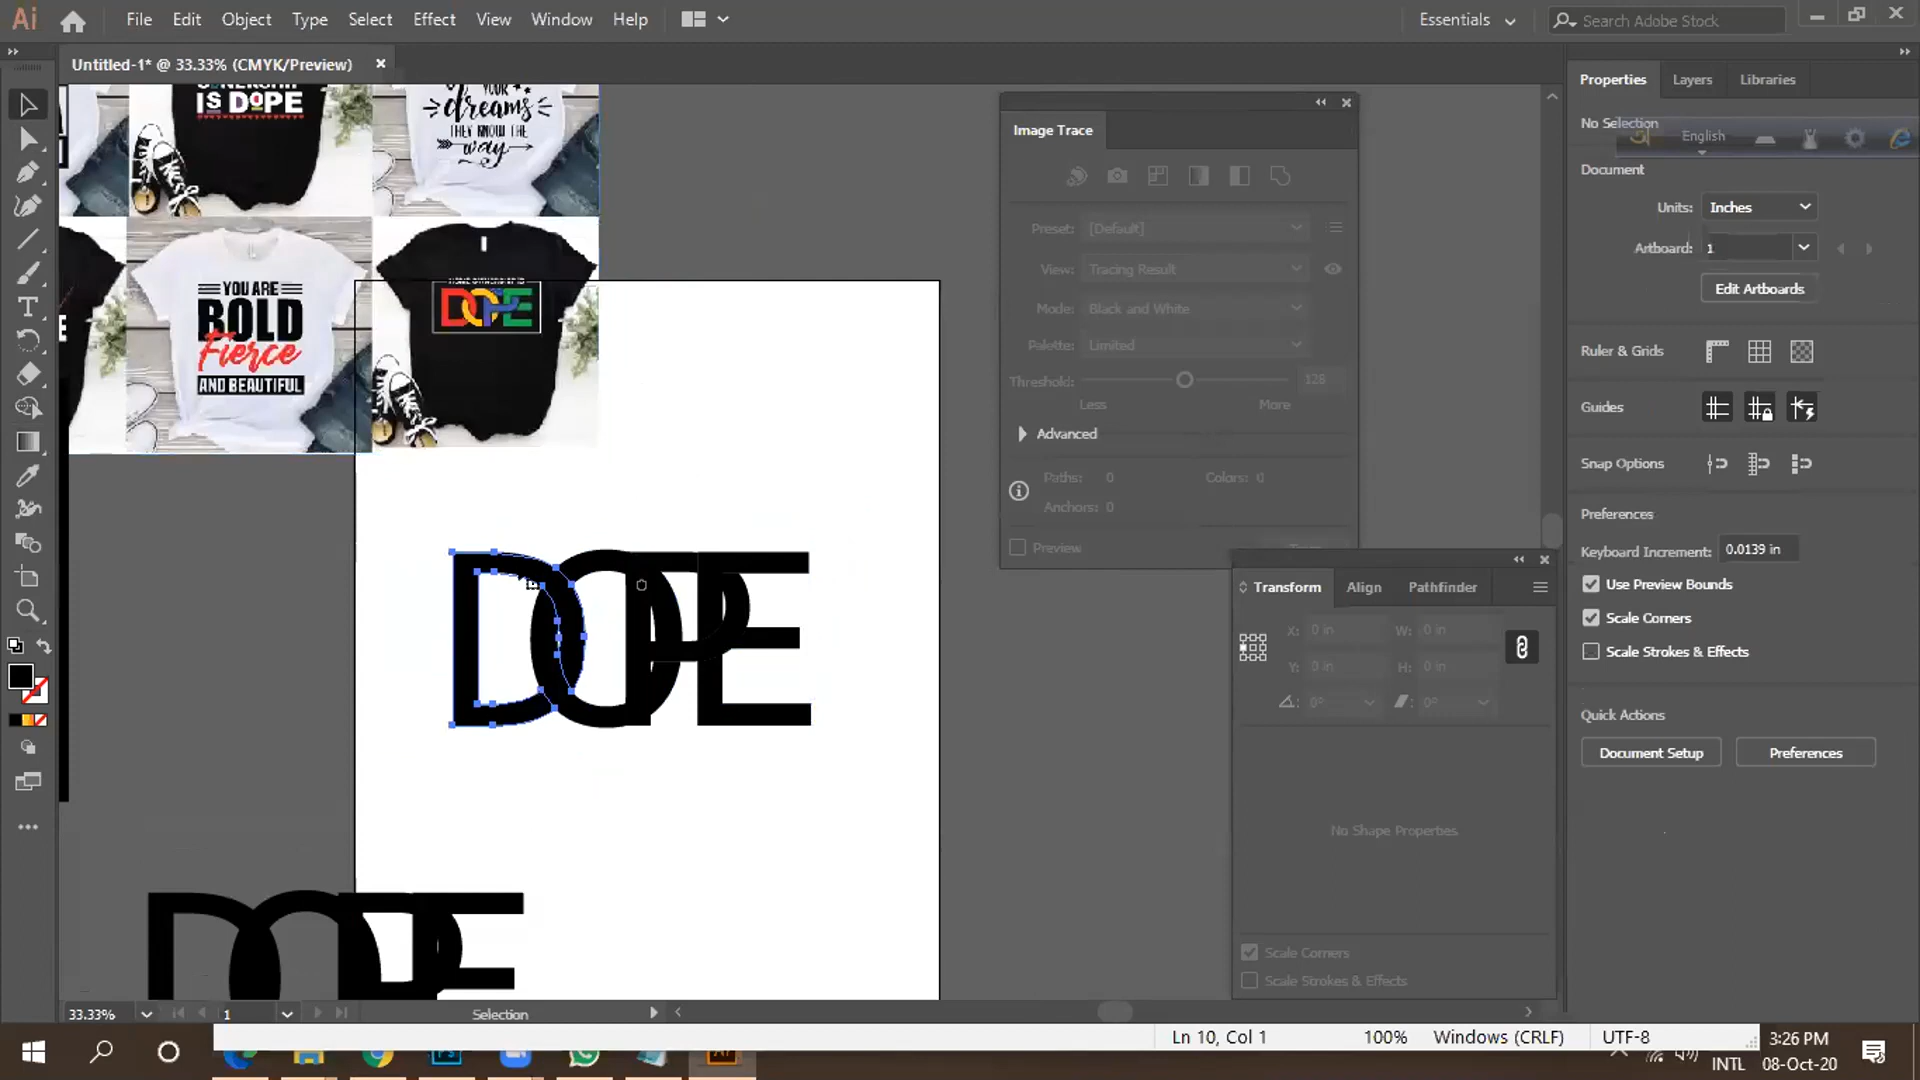 Ai File Edit Object Type Select Effect View Window Help Essentials Search Adobe Stock
Untitled-1* @ 33.33% (CMYK/Preview)
IS DOPE
YOUR
dreams
THEY KNOW THE
way
YOU ARE
BOLD
Fierce
AND BEAUTIFUL
DOPE
DOPE
DOPE
Image Trace
Preset: [Default]
View: Tracing Result
Mode: Black and White
Palette: Limited
Threshold: 128
Less More
Advanced
Paths: 0 Colors: 0
Anchors: 0
Preview
Transform Align Pathfinder
X: 0 in W: 0 in
Y: 0 in H: 0 in
0° 0°
No Shape Properties
Scale Corners
Scale Strokes & Effects
Properties Layers Libraries
No Selection
English
Document
Units: Inches
Artboard: 1
Edit Artboards
Ruler & Grids
Guides
Snap Options
Preferences
Keyboard Increment: 0.0139 in
Use Preview Bounds
Scale Corners
Scale Strokes & Effects
Quick Actions
Document Setup Preferences
33.33% 1 Selection
Ln 10, Col 1 100% Windows (CRLF) UTF-8
3:26 PM
INTL 08-Oct-20